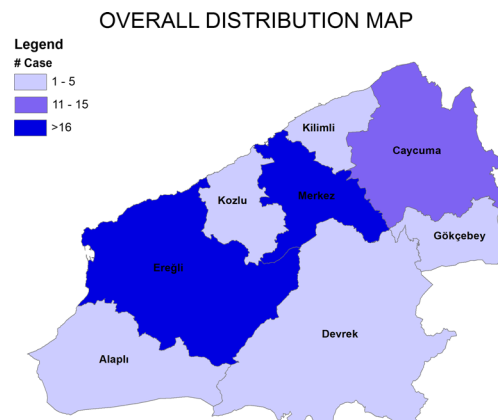 OVERALL DISTRIBUTION MAP
Legend
# Case
1 - 5
11 - 15
>16
Kilimli
Caycuma
Kozlu
Merkez
Gökçebey
Ereğli
Devrek
Alaplı